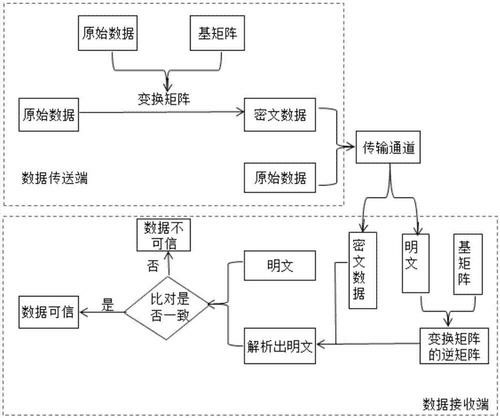 原始数据
基矩阵
变换矩阵
原始数据
密文数据
原始数据
数据传送端
传输通道
密文数据
明文
基矩阵
数据不
可信
否
明文
比对是
否一致
是
数据可信
解析出明文
变换矩阵
的逆矩阵
数据接收端